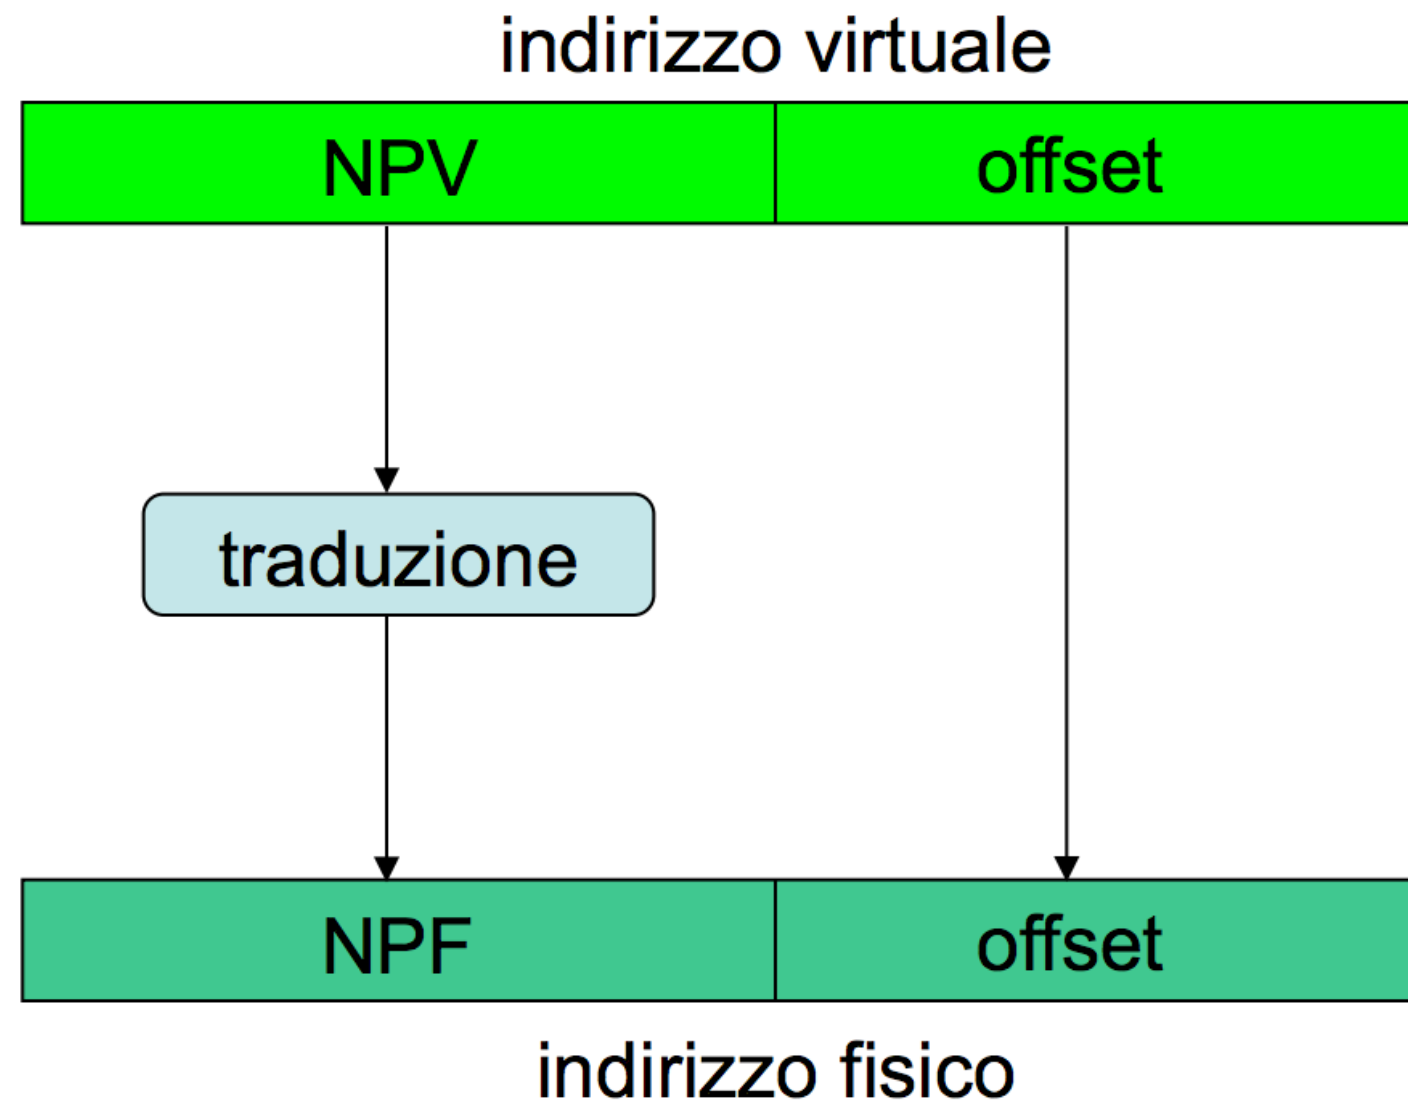 indirizzo virtuale
NPV offset
traduzione
NPF offset
indirizzo fisico